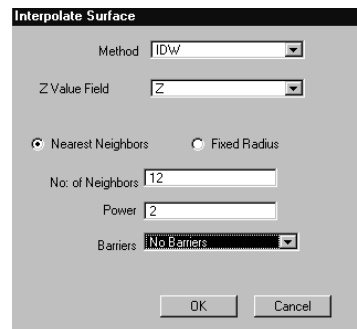 Interpolate Surface
Method IDW
Z Value Field Z
Nearest Neighbors Fixed Radius
No: of Neighbors 12
Power 2
Barriers No Barriers
OK Cancel